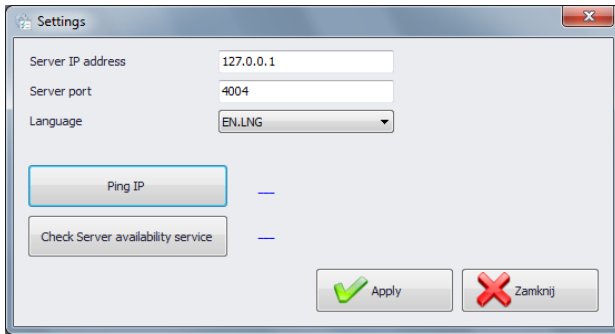 Settings
Server IP address 127.0.0.1
Server port 4004
Language EN.LNG
Ping IP ---
Check Server availability service ---
Apply Zamknij